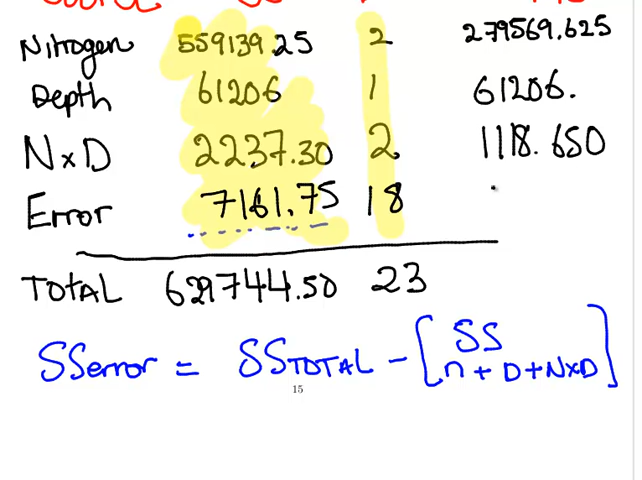 Nitrogen 559139.25 2 279569.625
Depth 61206 1 61206.
N x D 2237.30 2 1118.650
Error 7161.75 18
TOTAL 629744.50 23
SSerror = SSTOTAL - [SS n + D + NxD]
15